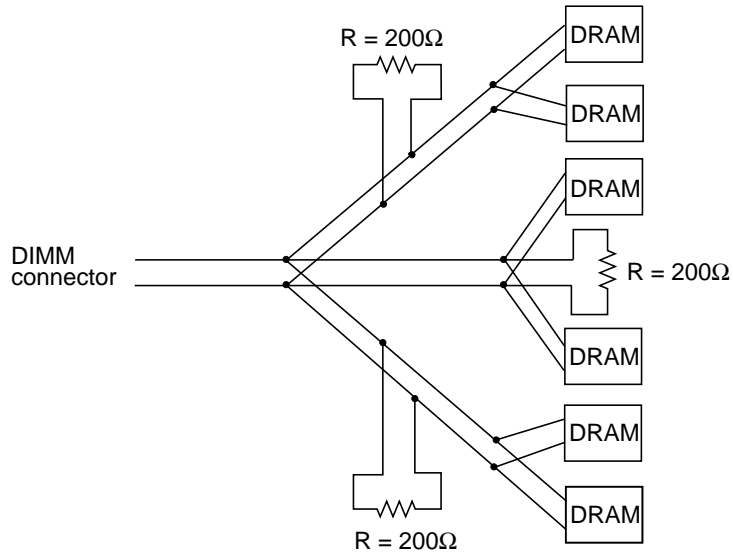 R = 200Ω
DRAM
DRAM
DRAM
DIMM
connector
R = 200Ω
DRAM
DRAM
DRAM
R = 200Ω